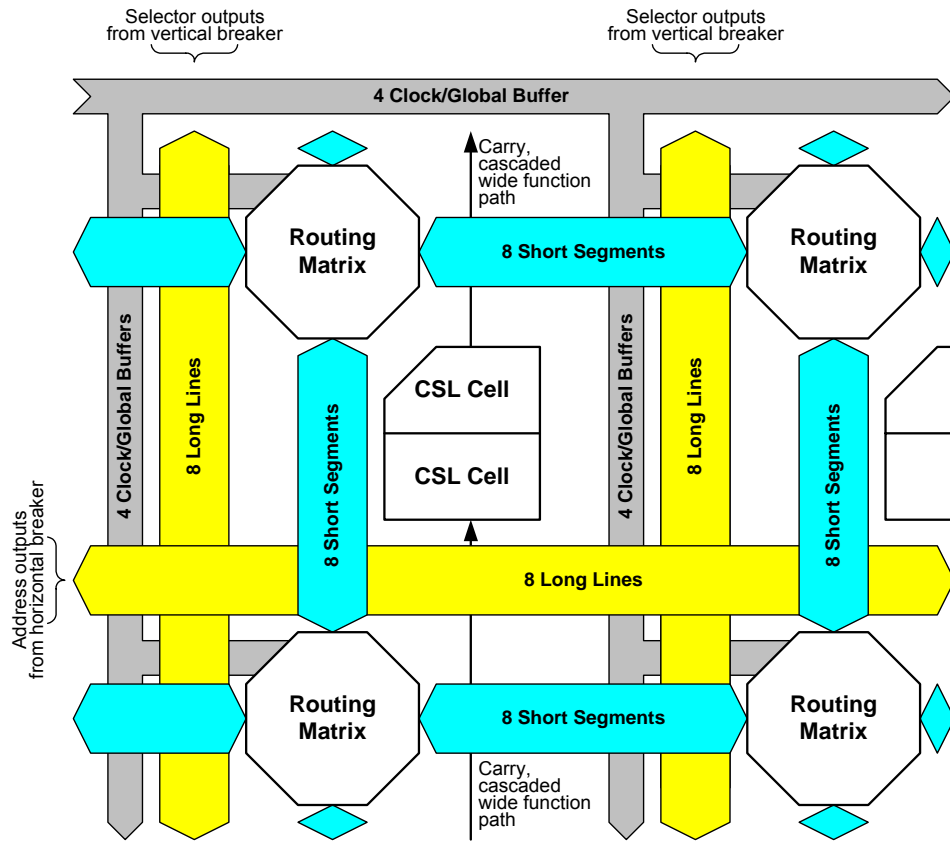 Selector outputs
from vertical breaker
Selector outputs
from vertical breaker
4 Clock/Global Buffer
Carry,
cascaded
wide function
path
Routing
Matrix
8 Short Segments
Routing
Matrix
4 Clock/Global Buffers
8 Long Lines
8 Short Segments
CSL Cell
CSL Cell
4 Clock/Global Buffers
8 Long Lines
8 Short Segments
Address outputs
from horizontal breaker
8 Long Lines
Routing
Matrix
8 Short Segments
Routing
Matrix
Carry,
cascaded
wide function
path